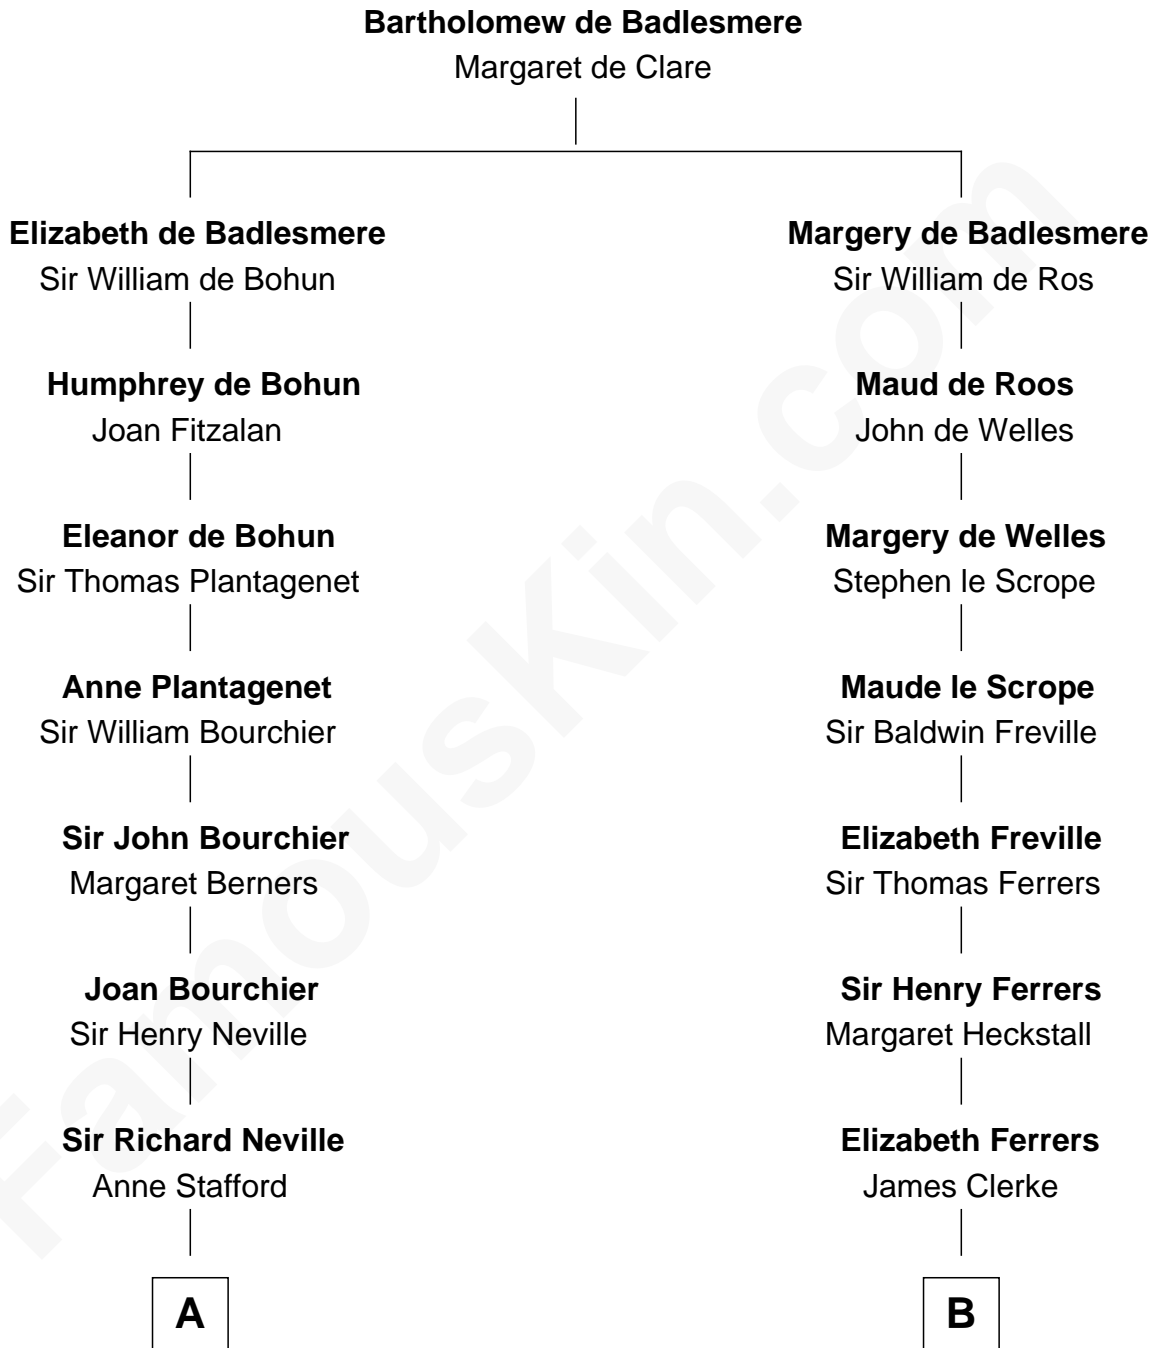 Bartholomew de Badlesmere
Margaret de Clare
Elizabeth de Badlesmere
Sir William de Bohun
Margery de Badlesmere
Sir William de Ros
Humphrey de Bohun
Joan Fitzalan
Maud de Roos
John de Welles
Eleanor de Bohun
Sir Thomas Plantagenet
Margery de Welles
Stephen le Scrope
Anne Plantagenet
Sir William Bourchier
Maude le Scrope
Sir Baldwin Freville
Sir John Bourchier
Margaret Berners
Elizabeth Freville
Sir Thomas Ferrers
Joan Bourchier
Sir Henry Neville
Sir Henry Ferrers
Margaret Heckstall
Sir Richard Neville
Anne Stafford
Elizabeth Ferrers
James Clerke
A
B
FamousKin.com